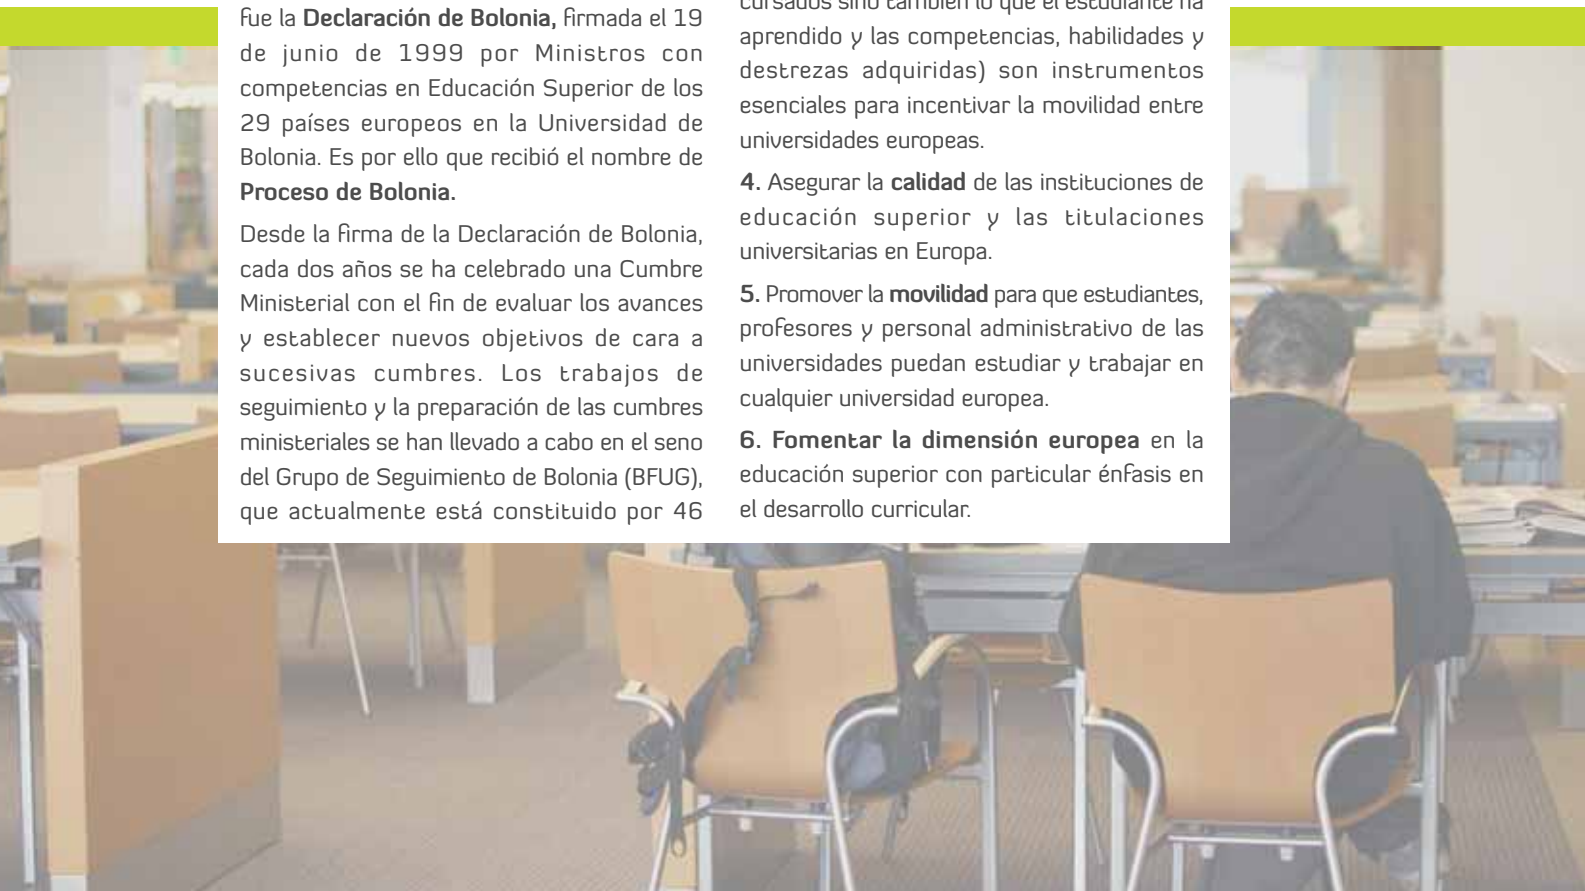 fue la Declaración de Bolonia, firmada el 19
de junio de 1999 por Ministros con
competencias en Educación Superior de los
29 países europeos en la Universidad de
Bolonia. Es por ello que recibió el nombre de
Proceso de Bolonia.
Desde la firma de la Declaración de Bolonia,
cada dos años se ha celebrado una Cumbre
Ministerial con el fin de evaluar los avances
y establecer nuevos objetivos de cara a
sucesivas cumbres. Los trabajos de
seguimiento y la preparación de las cumbres
ministeriales se han llevado a cabo en el seno
del Grupo de Seguimiento de Bolonia (BFUG),
que actualmente está constituido por 46
cursados sino también lo que el estudiante ha
aprendido y las competencias, habilidades y
destrezas adquiridas) son instrumentos
esenciales para incentivar la movilidad entre
universidades europeas.
4. Asegurar la calidad de las instituciones de
educación superior y las titulaciones
universitarias en Europa.
5. Promover la movilidad para que estudiantes,
profesores y personal administrativo de las
universidades puedan estudiar y trabajar en
cualquier universidad europea.
6. Fomentar la dimensión europea en la
educación superior con particular énfasis en
el desarrollo curricular.